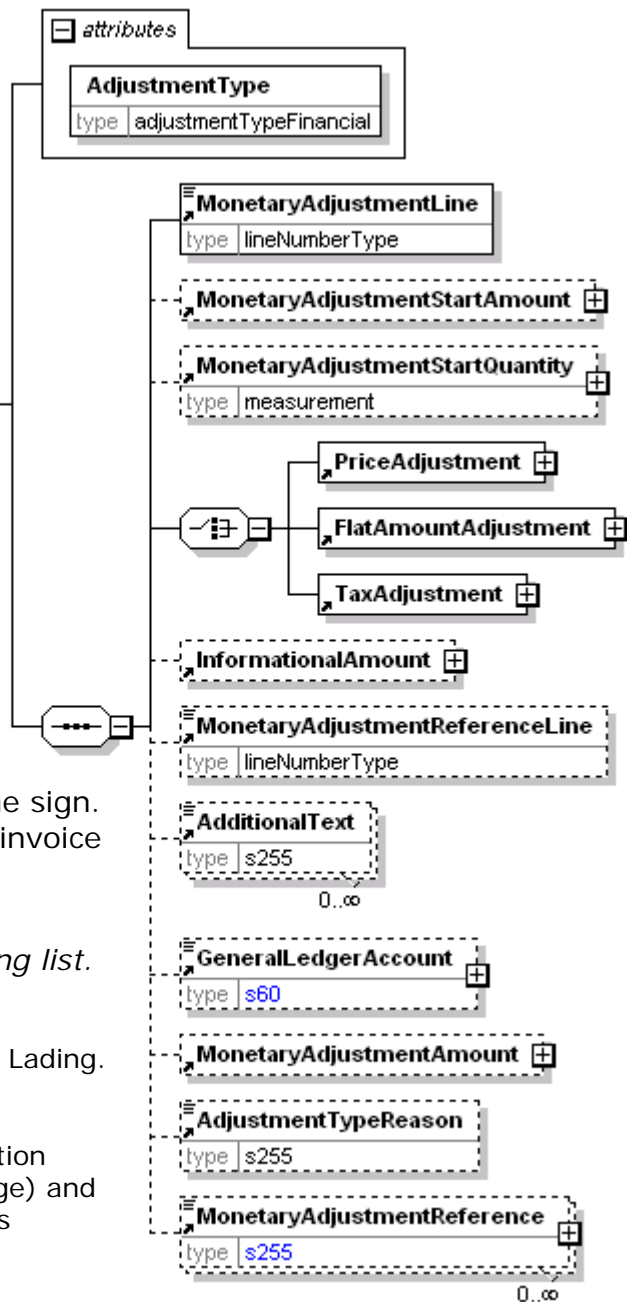 attributes
AdjustmentType
type adjustmentTypeFinancial
MonetaryAdjustmentLine
type lineNumberType
MonetaryAdjustmentStartAmount
MonetaryAdjustmentStartQuantity
type measurement
PriceAdjustment
FlatAmountAdjustment
TaxAdjustment
InformationalAmount
MonetaryAdjustmentReferenceLine
type lineNumberType
ne sign.
invoice
AdditionalText
type s255
0..∞
ng list.
GeneralLedgerAccount
type s60
Lading.
MonetaryAdjustmentAmount
AdjustmentTypeReason
type s255
tion
ge) and
s
MonetaryAdjustmentReference
type s255
0..∞